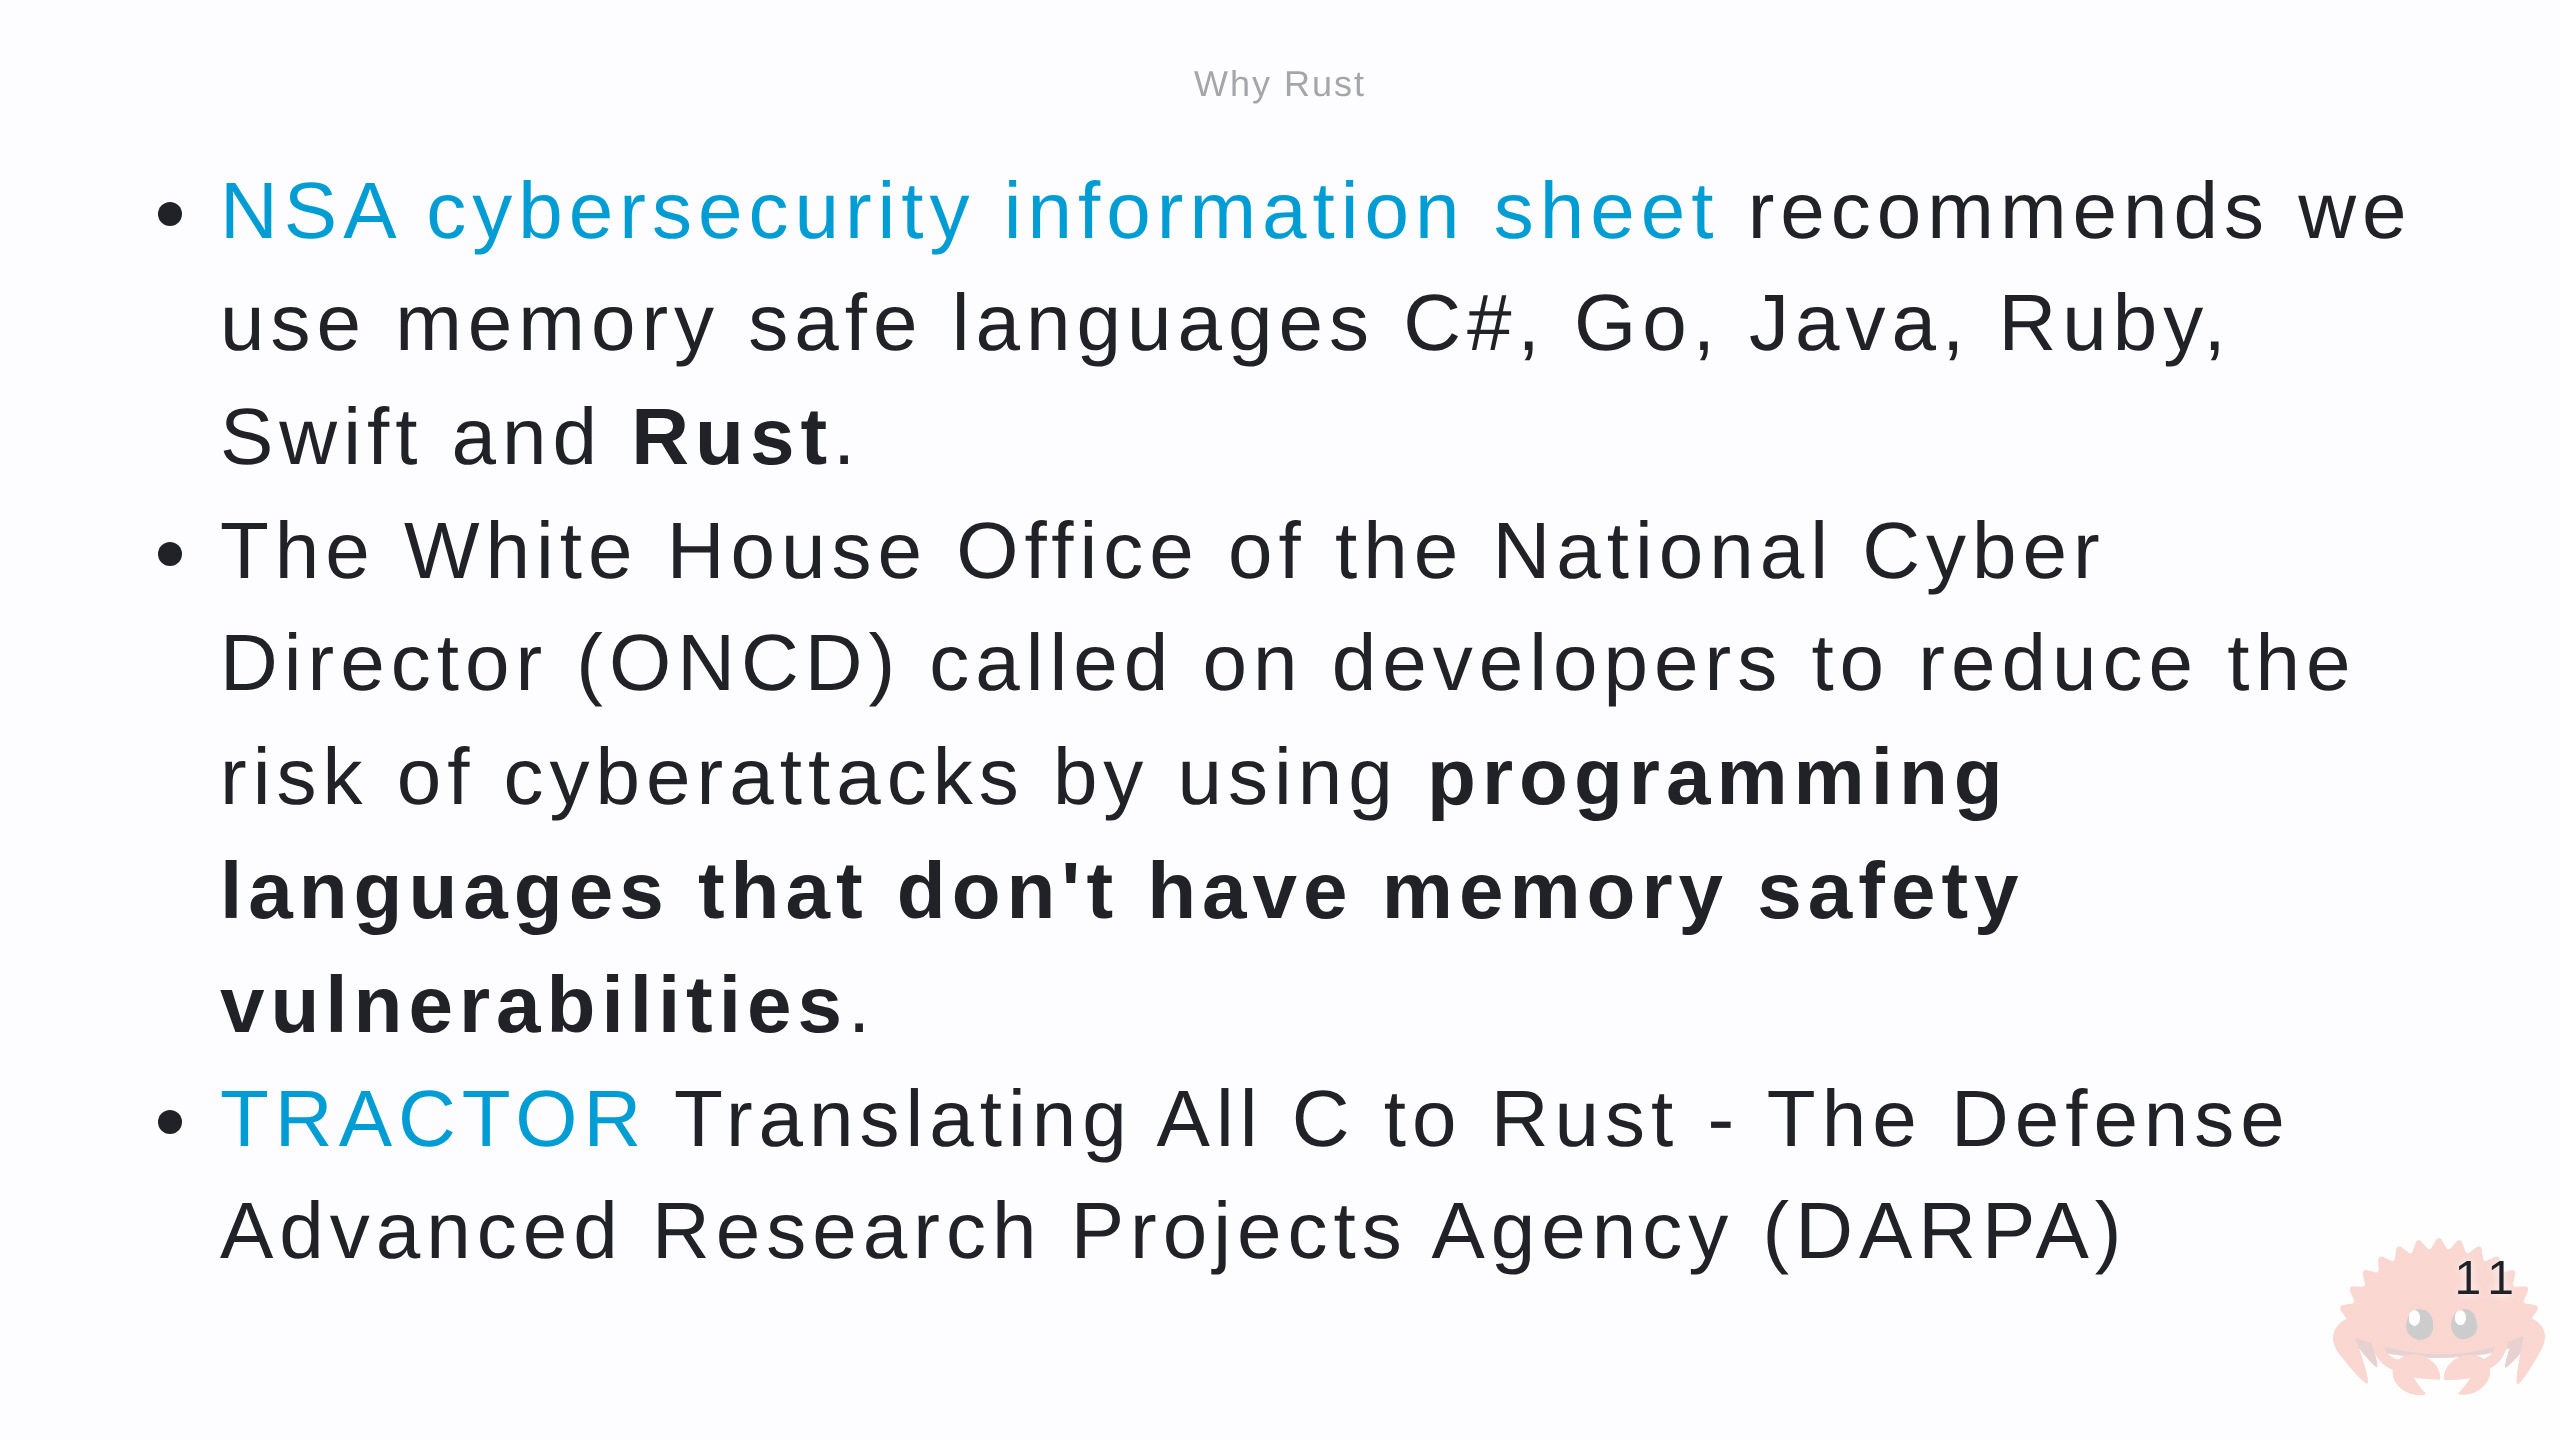 Why Rust
• NSA cybersecurity information sheet recommends we
use memory safe languages C#, Go, Java, Ruby,
Swift and Rust.
• The White House Office of the National Cyber
Director (ONCD) called on developers to reduce the
risk of cyberattacks by using programming
languages that don't have memory safety
vulnerabilities.
• TRACTOR Translating All C to Rust - The Defense
Advanced Research Projects Agency (DARPA)
11